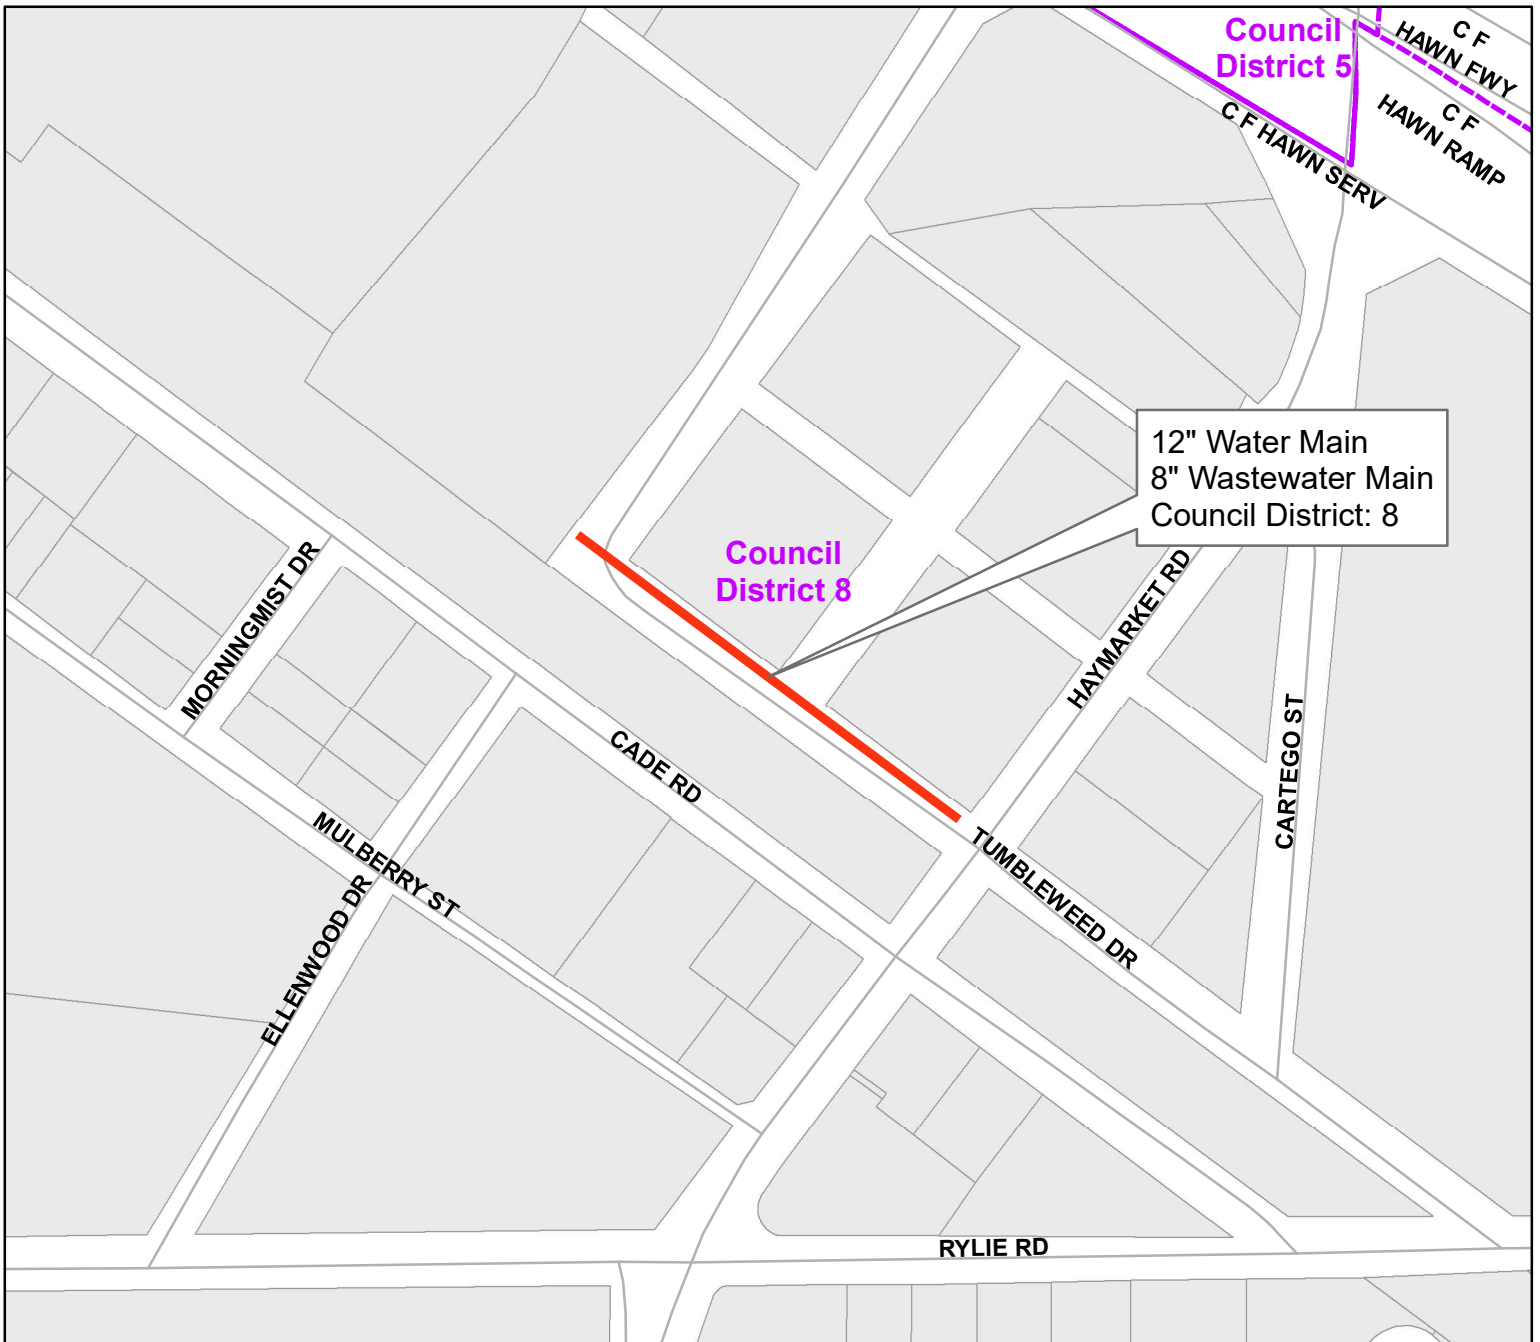 Council
District 5
C F
HAWN FWY
C F
HAWN RAMP
C F HAWN SERV
12" Water Main
8" Wastewater Main
Council District: 8
Council
District 8
MORNINGMIST DR
HAYMARKET RD
CADE RD
CARTEGO ST
MULBERRY ST
TUMBLEWEED DR
ELLENWOOD DR
RYLIE RD